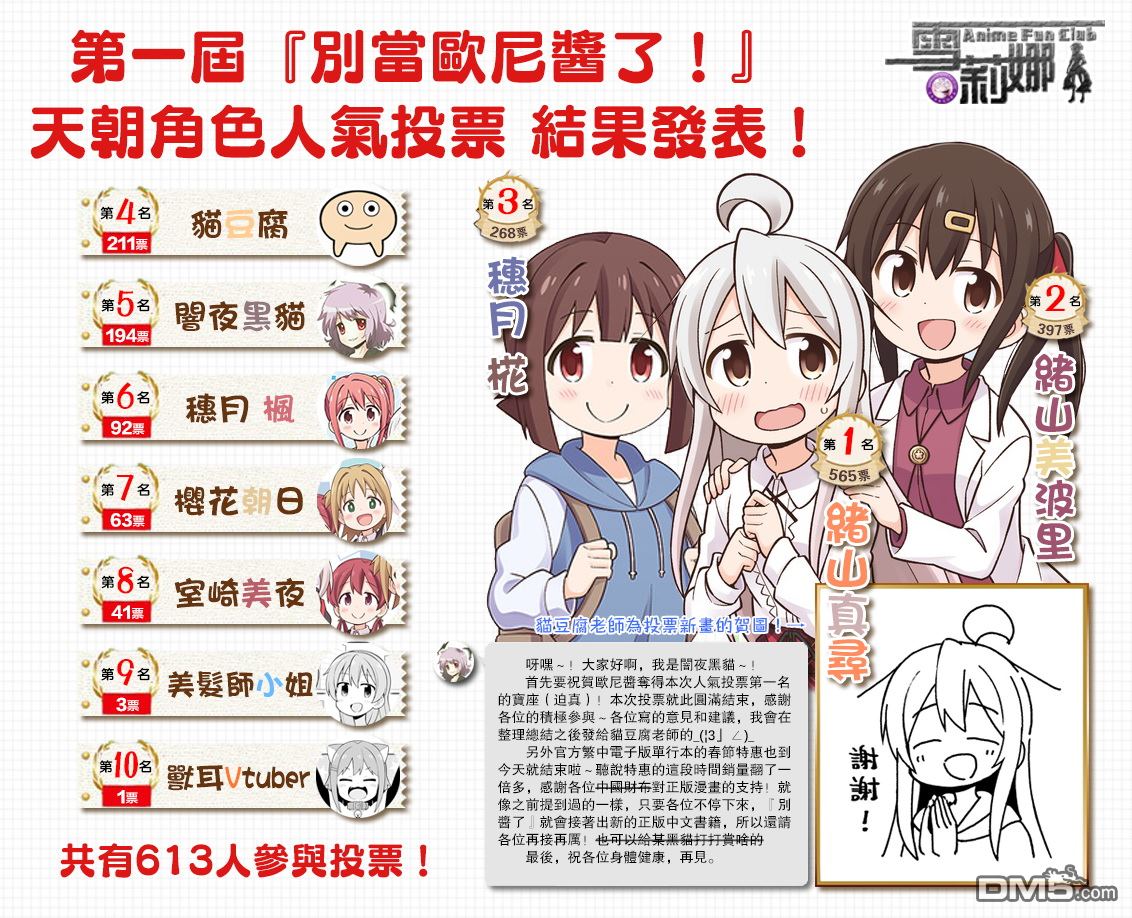 第一屆『別當歐尼醬了！』
天朝角色人氣投票 結果發表！
Anime Fun Club
雪莉娜
第4名
211票
貓豆腐
第5名
194票
闇夜黑貓
第6名
92票
穗月 楓
第7名
63票
櫻花朝日
第8名
41票
室崎美夜
第9名
3票
美髮師小姐
第10名
1票
獸耳Vtuber
共有613人參與投票！
第3名
268票
穗月 椛
第2名
397票
緒山美波里
第1名
565票
緒山真尋
貓豆腐老師為投票新畫的賀圖！→
呀嘿～！大家好啊，我是闇夜黑貓～！
首先要祝賀歐尼醬奪得本次人氣投票第一名
的寶座（迫真）！本次投票就此圓滿結束，感謝
各位的積極參與～各位寫的意見和建議，我會在
整理總結之後發給貓豆腐老師的_(:3」∠)_
另外官方繁中電子版單行本的春節特惠也到
今天就結束啦～聽說特惠的這段時間銷量翻了一
倍多，感謝各位中國財布對正版漫畫的支持！就
像之前提到過的一樣，只要各位不停下來，『別
醬了』就會接著出新的正版中文書籍，所以還請
各位再接再厲！也可以給某黑貓打打賞啥的
最後，祝各位身體健康，再見。
謝謝！
DM5.com